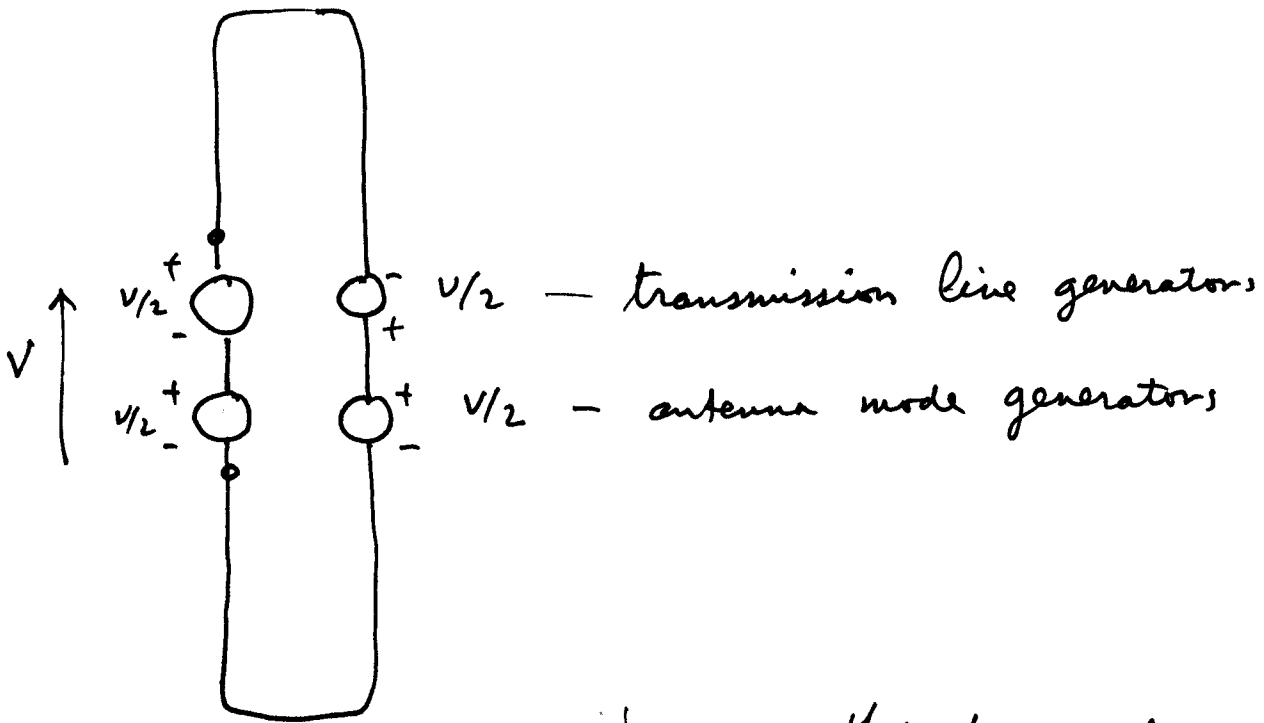 +
V/2
-
- V/2 — transmission line generators
+
V
+
V/2
-
+ V/2 - antenna mode generators
-